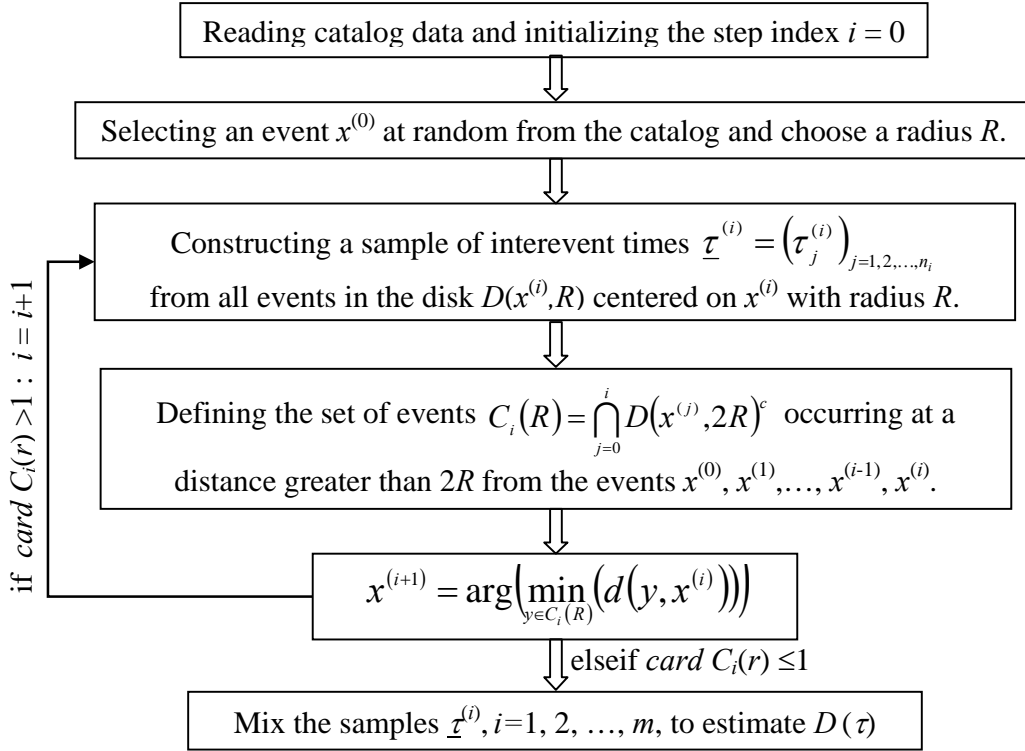 Reading catalog data and initializing the step index i = 0
Selecting an event x^(0) at random from the catalog and choose a radius R.
Constructing a sample of interevent times τ^(i) = (τ_j^(i))_{j=1,2,…,n_i}
from all events in the disk D(x^(i),R) centered on x^(i) with radius R.
if card C_i(r) >1 : i = i+1
Defining the set of events C_i(R) = ⋂_{j=0}^{i} D(x^(j),2R)^c occurring at a
distance greater than 2R from the events x^(0), x^(1),…, x^(i-1), x^(i).
x^(i+1) = arg(min_{y∈C_i(R)}(d(y, x^(i))))
elseif card C_i(r) ≤1
Mix the samples τ^(i), i=1, 2, …, m, to estimate D(τ)